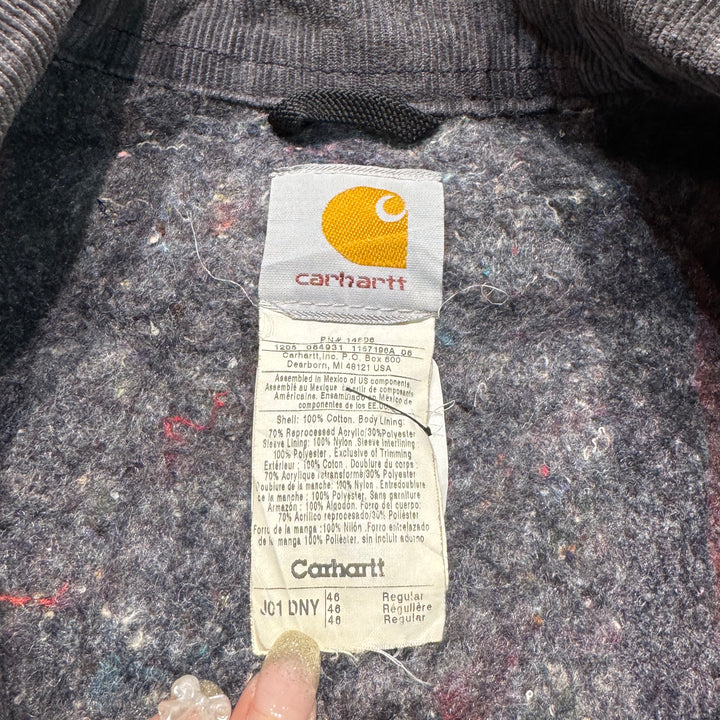 carhartt
PN# 14806
1205 064931 1157196A 06
Carhartt, Inc. P.O. Box 600
Dearborn, MI 48121 USA
Assembled in Mexico of US components.
Assemblé au Mexique à partir de composants
Américaine. Ensamblado en México de
componentes de los EE.UU.
Shell: 100% Cotton. Body Lining:
70% Reprocessed Acrylic/30% Polyester
Sleeve Lining: 100% Nylon. Sleeve Interlining
100% Polyester. Exclusive of Trimming
Extérieur : 100% Coton. Doublure du corps :
70% Acrylique retransformé/30% Polyester
Doublure de la manche: 100% Nylon. Entredoublure
de la manche : 100% Polyester. Sans garniture
Armazón : 100% Algodón. Forro del cuerpo:
70% Acrílico reprocesado/30% Poliéster
Forro de la manga :100% Nilón. Forro entrelazado
de la manga 100% Poliéster. sin incluir adorno
Carhartt
J01 DNY
46 Regular
46 Régulière
46 Regular